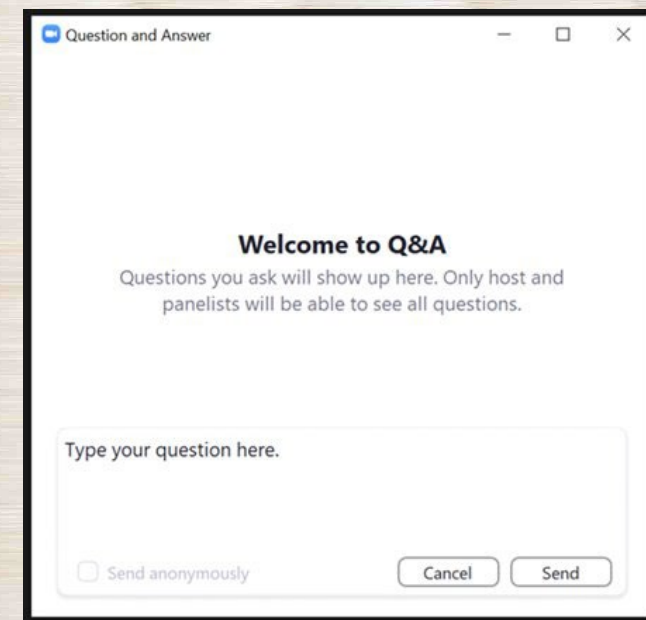 Question and Answer
Welcome to Q&A
Questions you ask will show up here. Only host and
panelists will be able to see all questions.
Type your question here.
Send anonymously
Cancel
Send